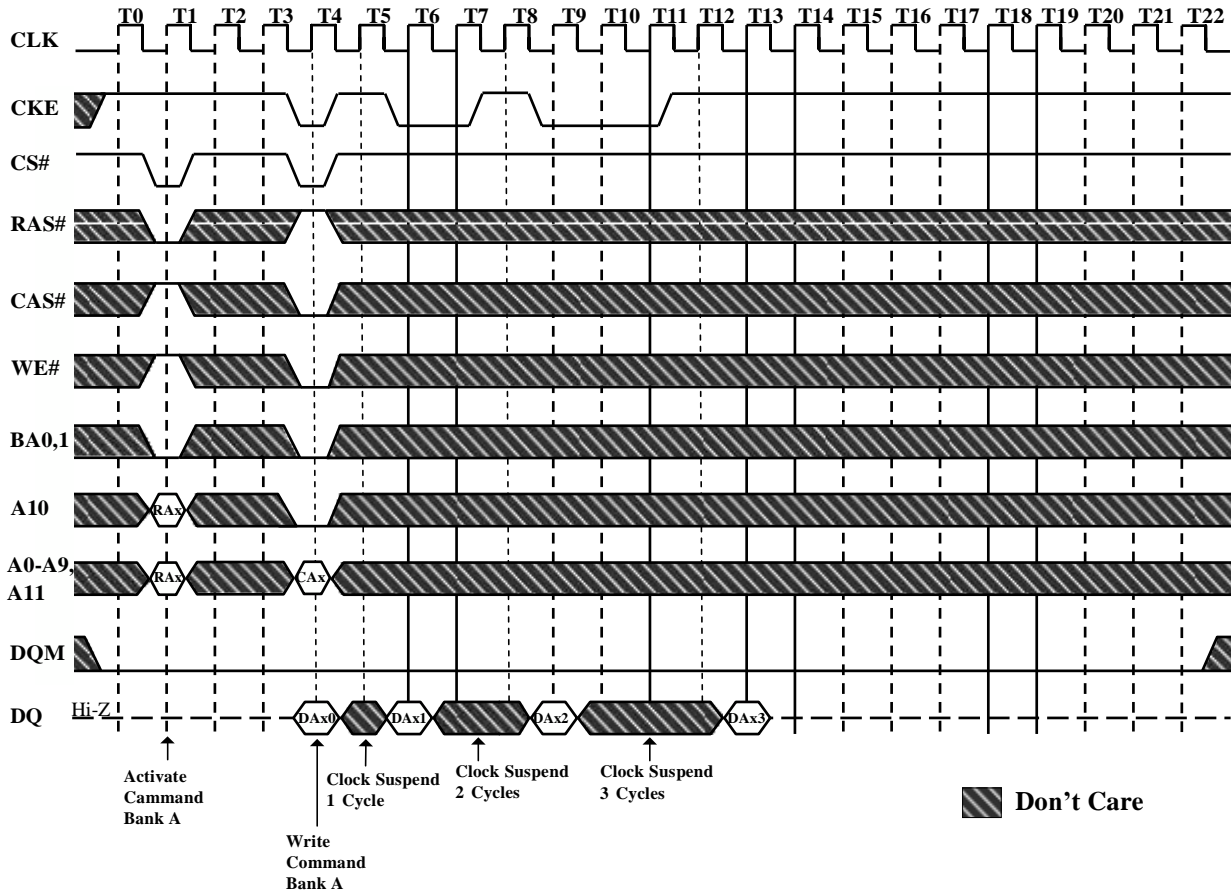 T0 T1 T2 T3 T4 T5 T6 T7 T8 T9 T10 T11 T12 T13 T14 T15 T16 T17 T18 T19 T20 T21 T22
CLK
CKE
CS#
RAS#
CAS#
WE#
BA0,1
A10 RAx
A0-A9,
A11 RAx CAx
DQM
DQ Hi-Z DAx0 DAx1 DAx2 DAx3
Activate
Cammand
Bank A
Write
Command
Bank A
Clock Suspend
1 Cycle
Clock Suspend
2 Cycles
Clock Suspend
3 Cycles
Don't Care